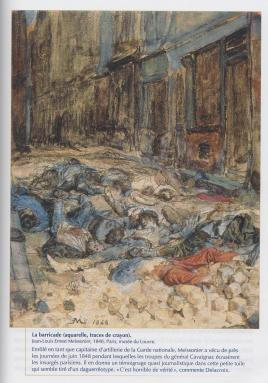 La barricade (aquarelle, traces de crayon).
Jean-Louis Ernest Meissonier, 1848, Paris, musée du Louvre.
Enrôlé en tant que capitaine d'artillerie de la Garde nationale, Meissonier a vécu de près
les journées de juin 1848 pendant lesquelles les troupes du général Cavaignac écrasèrent
les insurgés parisiens. Il en donne un témoignage quasi journalistique dans cette petite toile
qui semble tiré d'un daguerréotype. «C'est horrible de vérité», commente Delacroix.